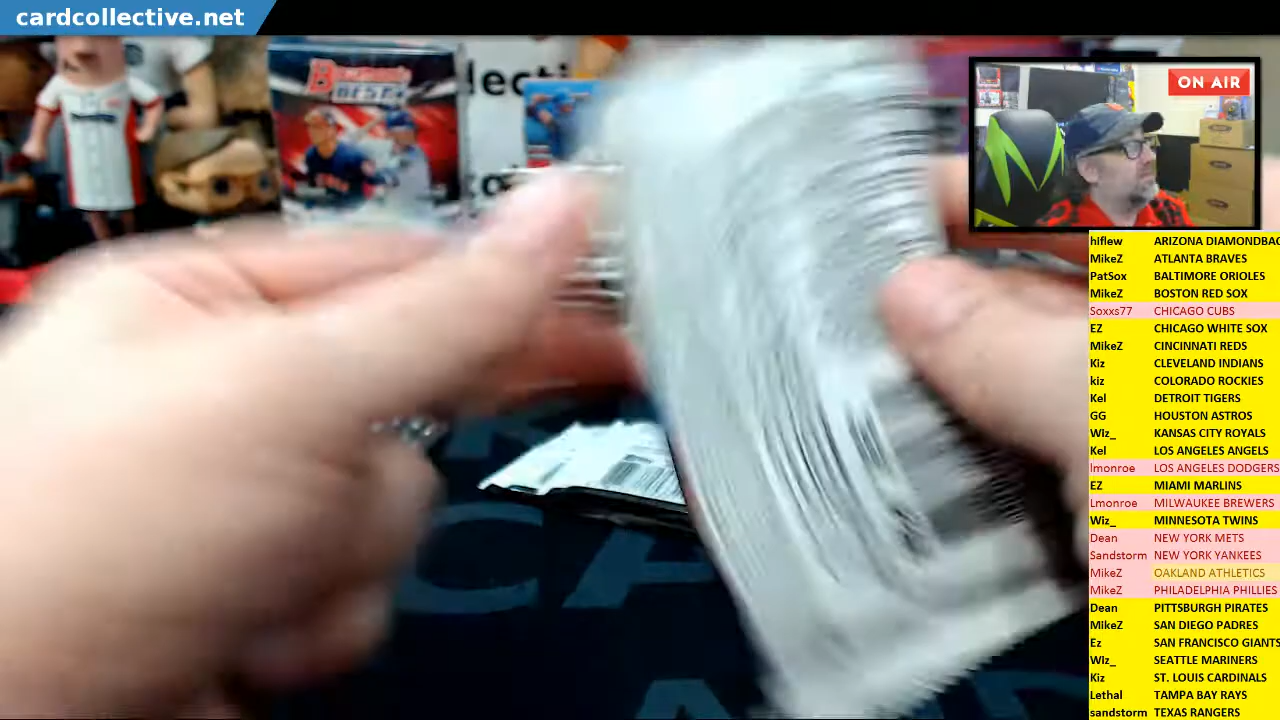 cardcollective.net
Bowman's
BEST
lecti
ON AIR
hiflew ARIZONA DIAMONDBAC
MikeZ ATLANTA BRAVES
PatSox BALTIMORE ORIOLES
MikeZ BOSTON RED SOX
Soxxs77 CHICAGO CUBS
EZ CHICAGO WHITE SOX
MikeZ CINCINNATI REDS
Kiz CLEVELAND INDIANS
kiz COLORADO ROCKIES
Kel DETROIT TIGERS
GG HOUSTON ASTROS
Wiz_ KANSAS CITY ROYALS
Kel LOS ANGELES ANGELS
lmonroe LOS ANGELES DODGERS
EZ MIAMI MARLINS
Lmonroe MILWAUKEE BREWERS
Wiz_ MINNESOTA TWINS
Dean NEW YORK METS
Sandstorm NEW YORK YANKEES
MikeZ OAKLAND ATHLETICS
MikeZ PHILADELPHIA PHILLIES
Dean PITTSBURGH PIRATES
MikeZ SAN DIEGO PADRES
Ez SAN FRANCISCO GIANTS
Wiz_ SEATTLE MARINERS
Kiz ST. LOUIS CARDINALS
Lethal TAMPA BAY RAYS
sandstorm TEXAS RANGERS